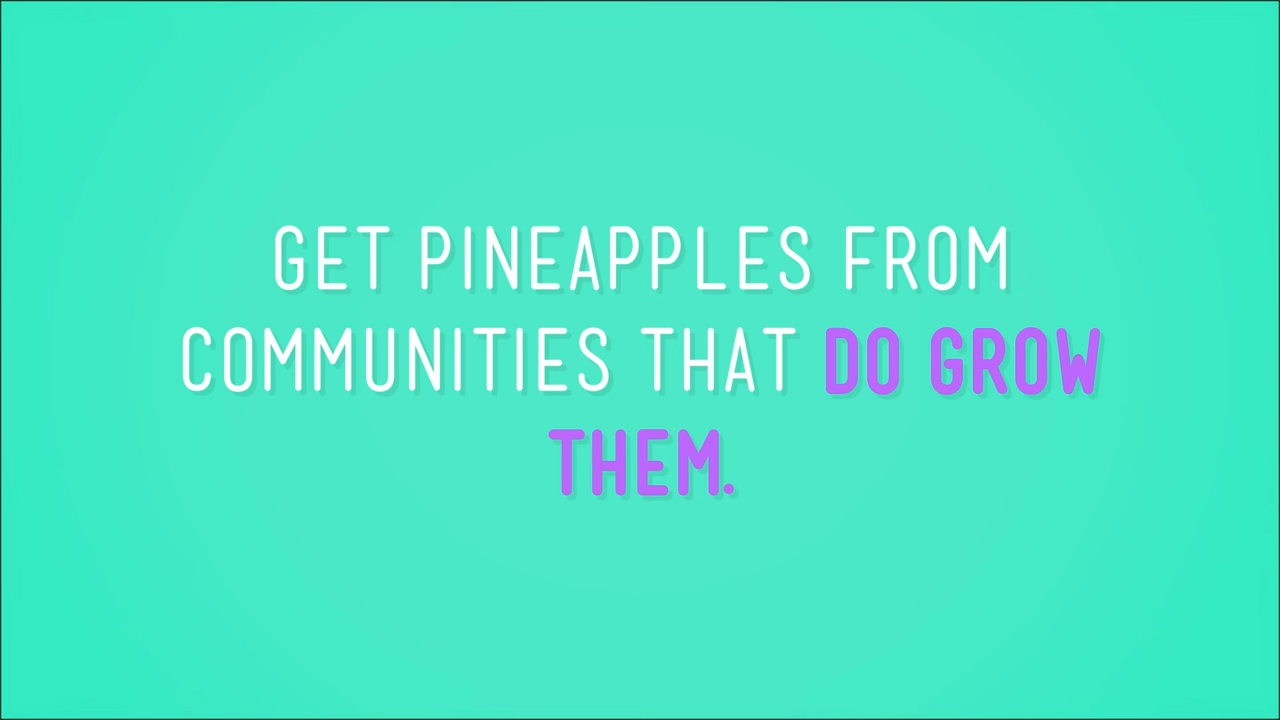 GET PINEAPPLES FROM
COMMUNITIES THAT DO GROW
THEM.